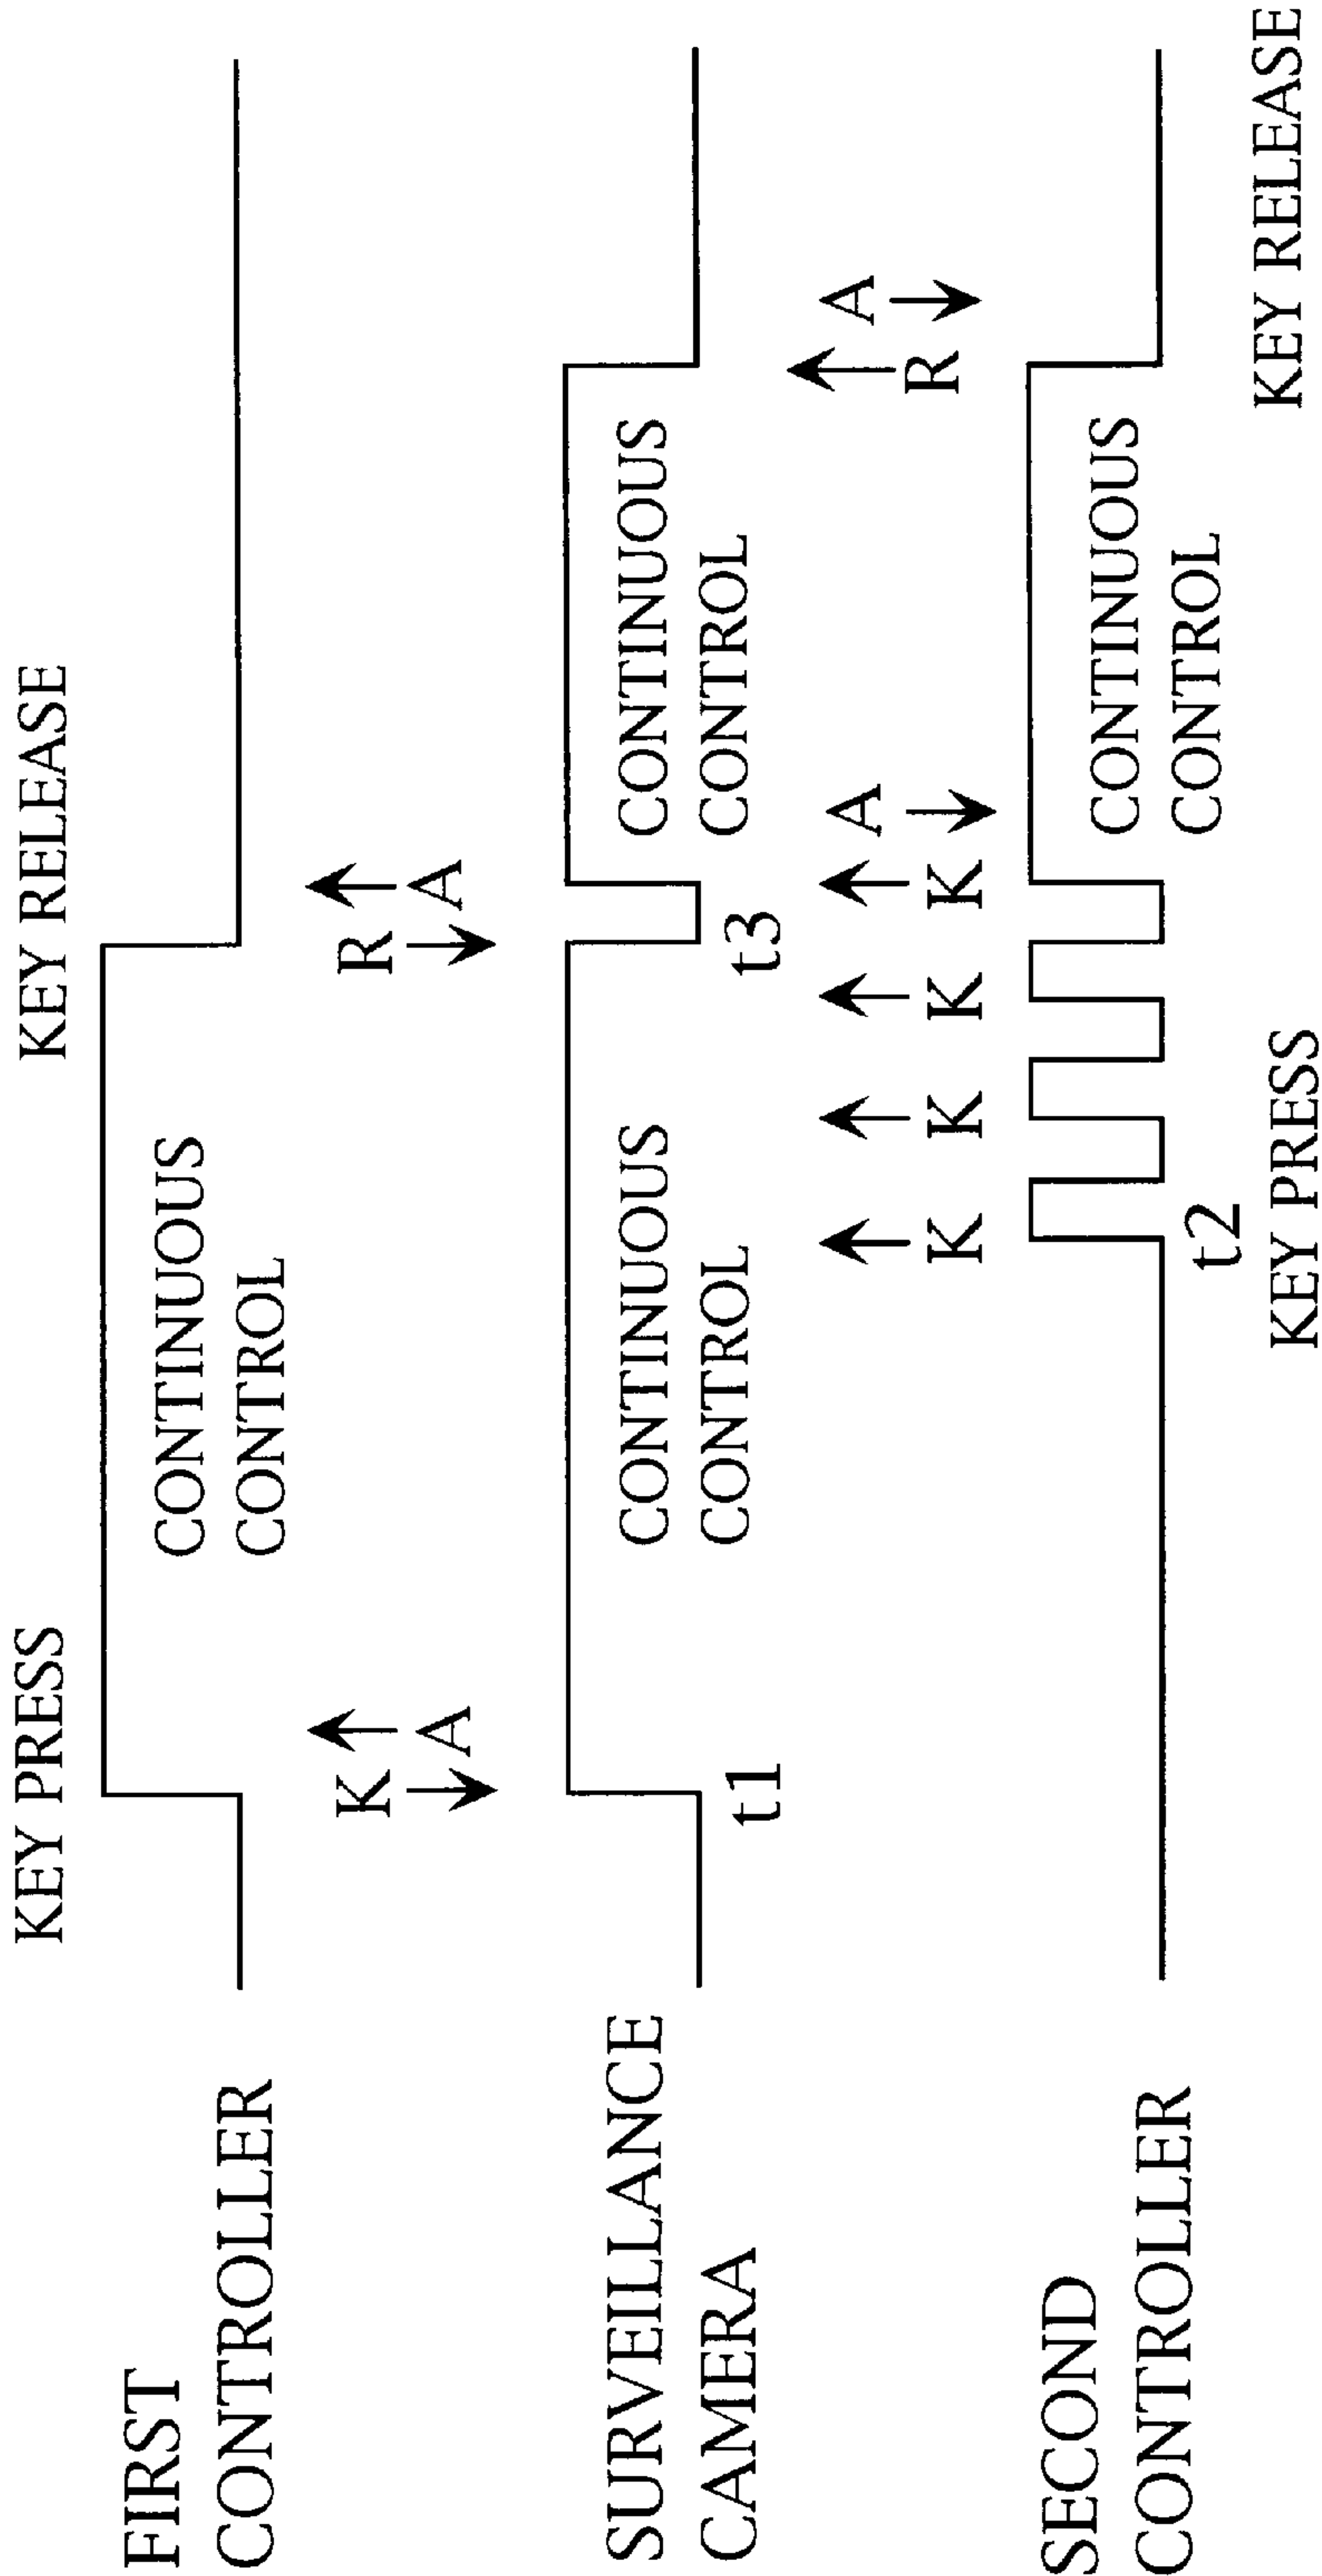 KEY PRESS
KEY RELEASE
FIRST
CONTROLLER
CONTINUOUS
CONTROL
K
A
R
A
SURVEILLANCE
CAMERA
CONTINUOUS
CONTROL
CONTINUOUS
CONTROL
t1
t3
K
K
K
K
A
R
A
SECOND
CONTROLLER
CONTINUOUS
CONTROL
t2
KEY PRESS
KEY RELEASE